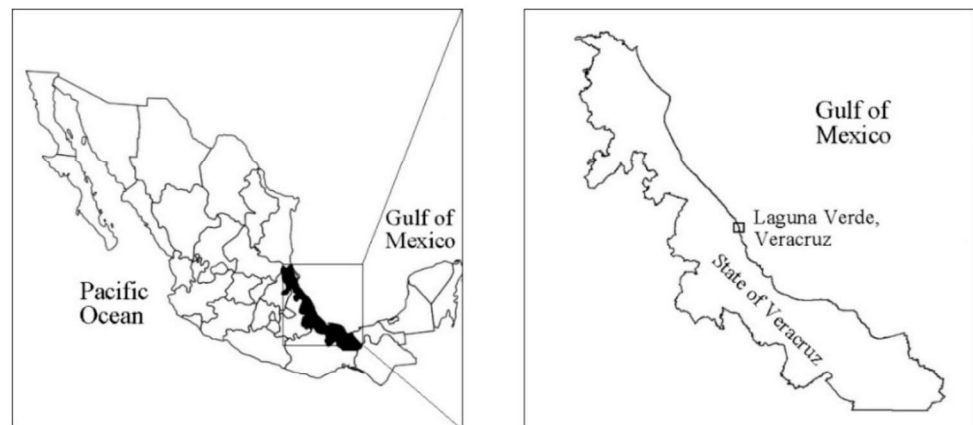 Gulf of
Mexico
Pacific
Ocean
Gulf of
Mexico
Laguna Verde,
Veracruz
State of Veracruz